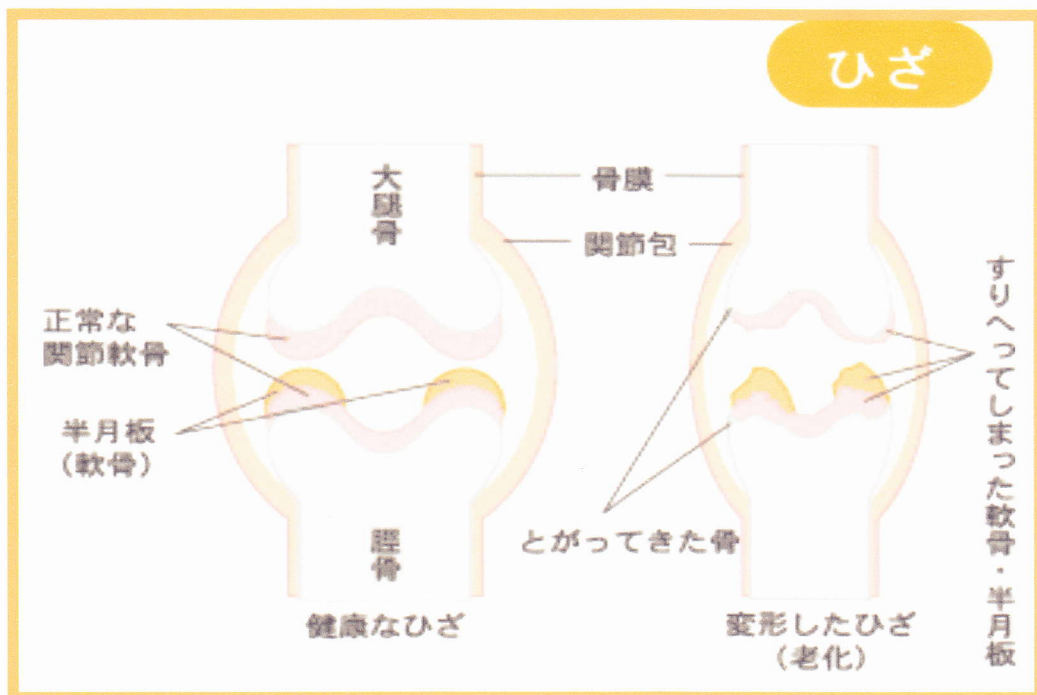 ひざ
大腿骨
骨膜
関節包
正常な
関節軟骨
半月板
(軟骨)
脛骨
健康なひざ
とがってきた骨
すりへってしまった軟骨・半月板
変形したひざ
(老化)